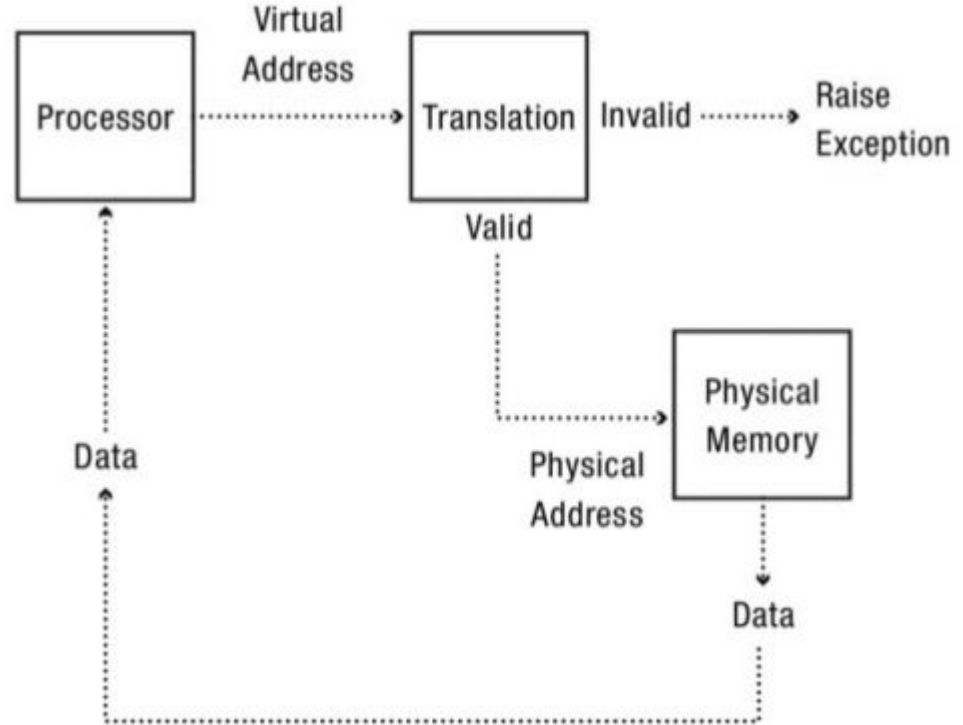 Virtual
Address
Processor
Translation
Invalid
Raise
Exception
Valid
Physical
Memory
Physical
Address
Data
Data